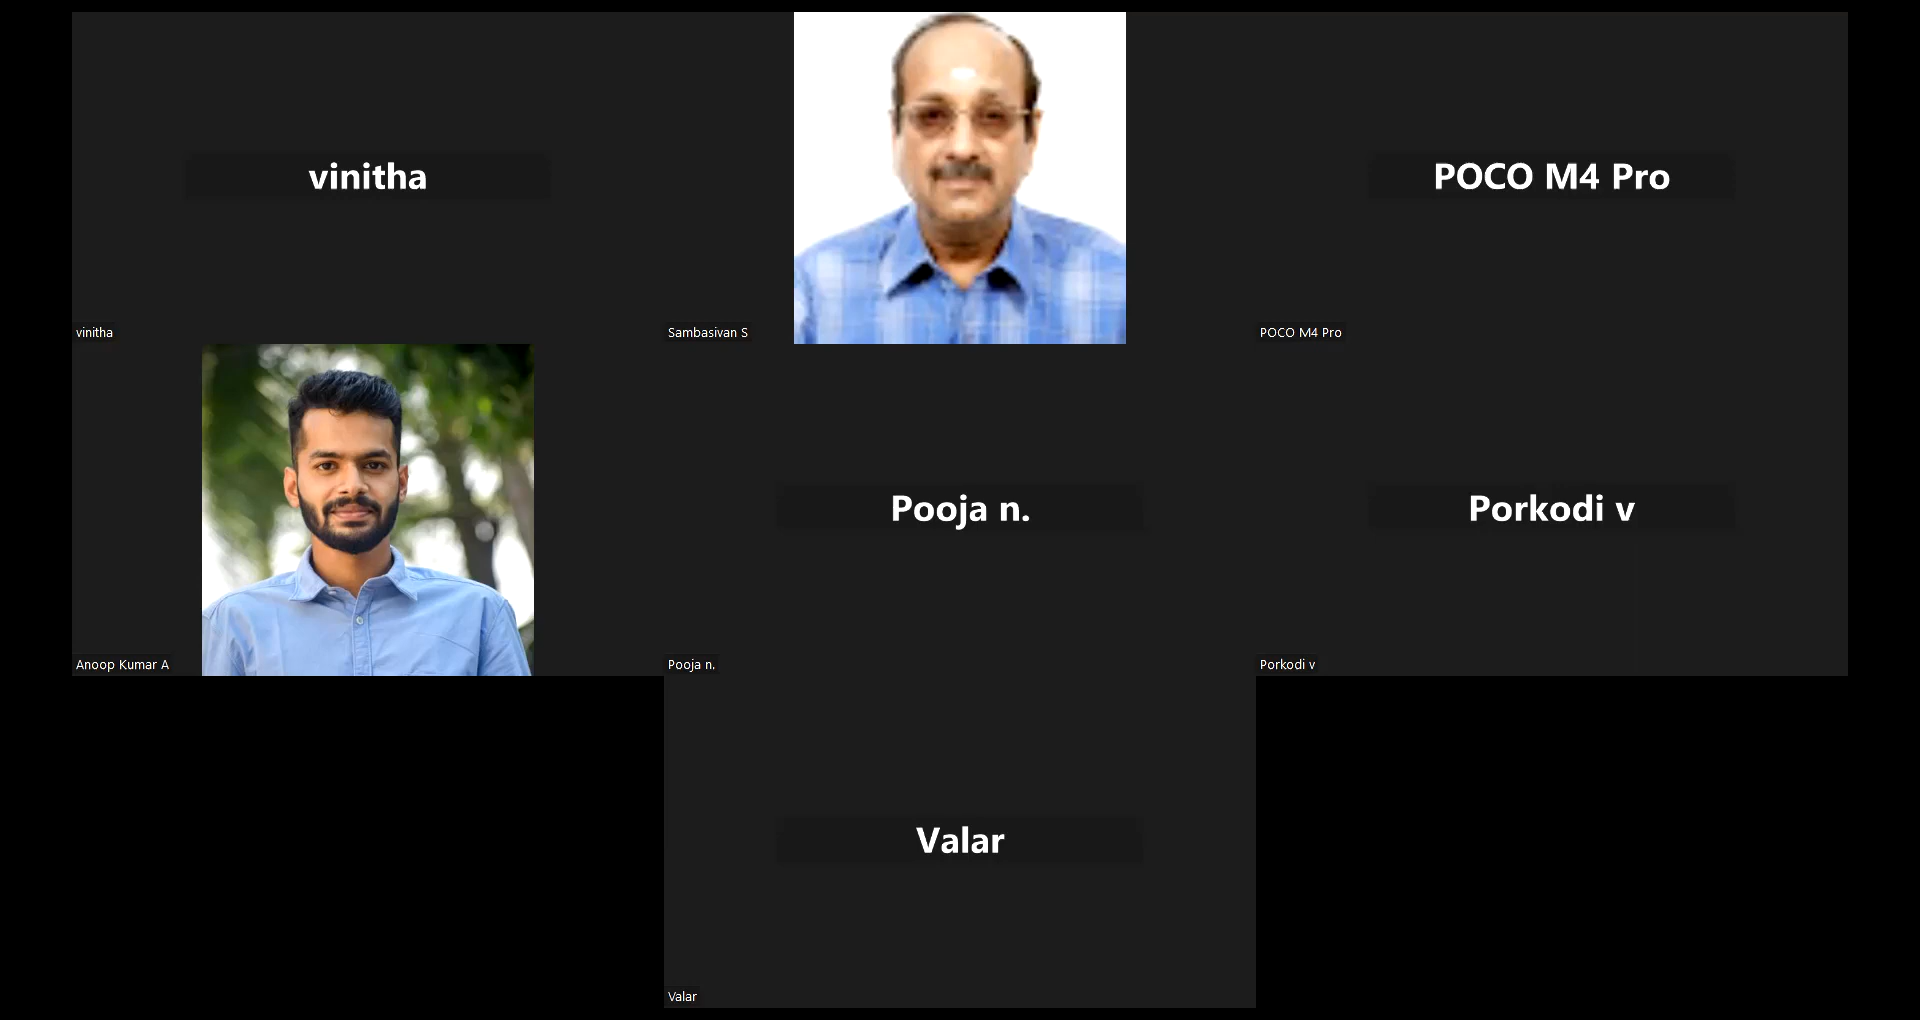 vinitha
vinitha
Sambasivan S
POCO M4 Pro
POCO M4 Pro
Anoop Kumar A
Pooja n.
Pooja n.
Porkodi v
Porkodi v
Valar
Valar